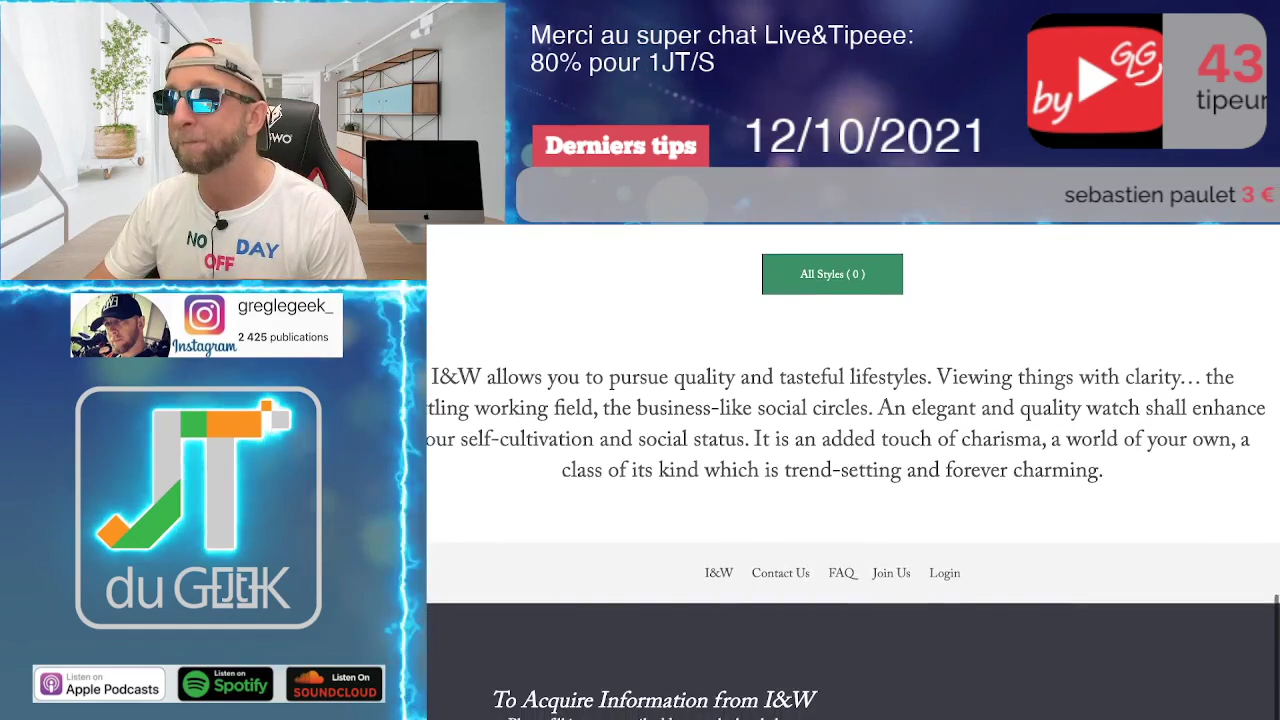 Merci au super chat Live&Tipeee:
80% pour 1JT/S
by GLG
43
tipeur
Derniers tips
12/10/2021
sebastien paulet 3 €
NO
DAY
OFF
greglegeek_
Instagram
2 425 publications
JT
du GEEK
Listen on
Apple Podcasts
Listen on
Spotify
Listen On
SOUNDCLOUD
All Styles ( 0 )
I&W allows you to pursue quality and tasteful lifestyles. Viewing things with clarity… the
working field, the business-like social circles. An elegant and quality watch shall enhance
self-cultivation and social status. It is an added touch of charisma, a world of your own, a
class of its kind which is trend-setting and forever charming.
I&W Contact Us FAQ Join Us Login
To Acquire Information from I&W